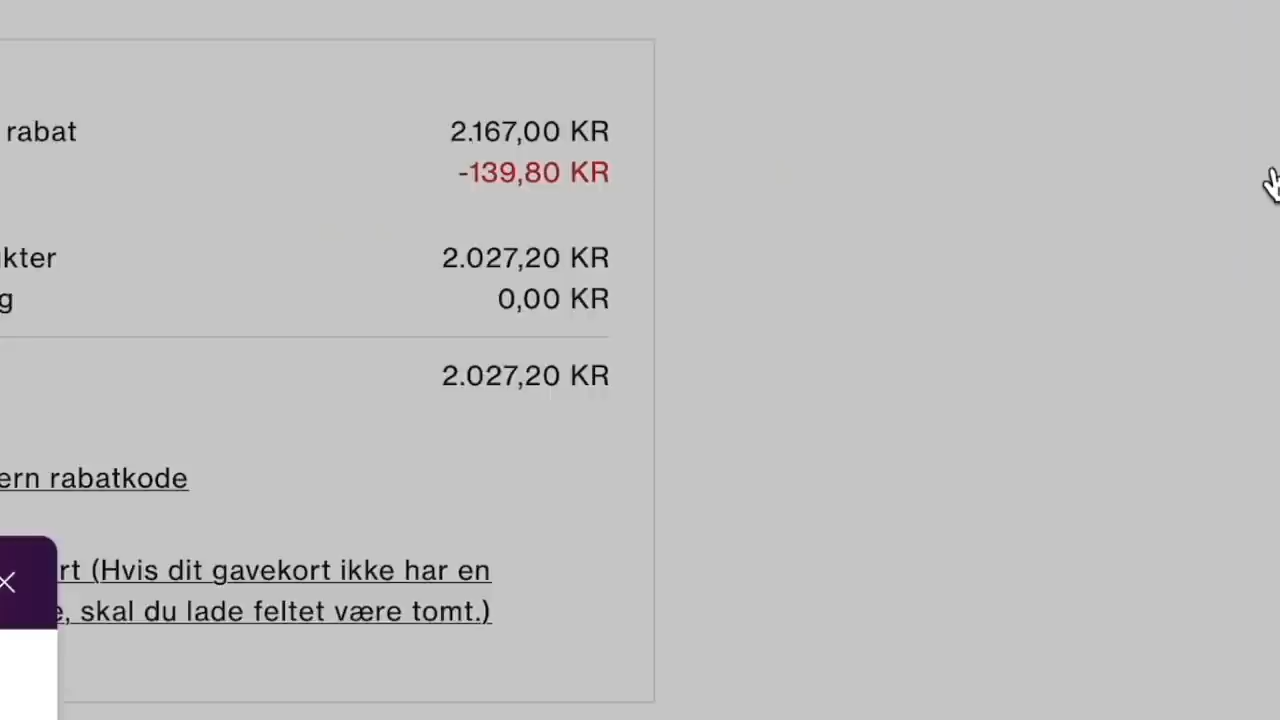 rabat 2.167,00 KR
-139,80 KR
kter 2.027,20 KR
g 0,00 KR
2.027,20 KR
ern rabatkode
rt (Hvis dit gavekort ikke har en
e, skal du lade feltet være tomt.)